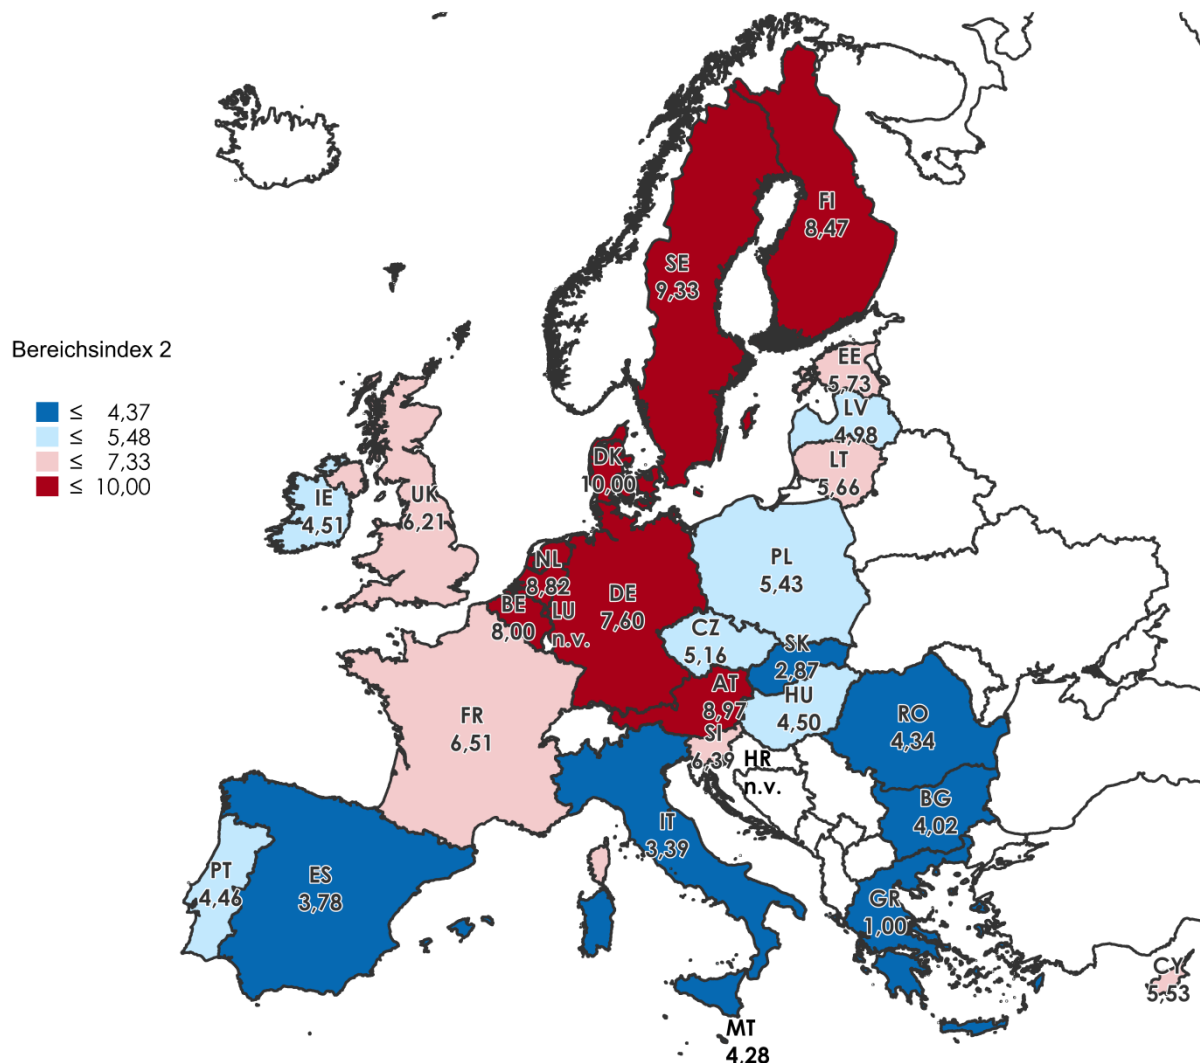 FI
8,47
SE
9,33
Bereichsindex 2
≤ 4,37
≤ 5,48
≤ 7,33
≤ 10,00
EE
5,73
LV
4,98
LT
5,66
DK
10,00
IE
4,51
UK
6,21
NL
8,82
BE
8,00
LU
n.v.
DE
7,60
PL
5,43
CZ
5,16
SK
2,87
AT
8,97
HU
4,50
SI
6,39
HR
n.v.
FR
6,51
RO
4,34
BG
4,02
IT
3,39
PT
4,46
ES
3,78
GR
1,00
CY
5,53
MT
4,28